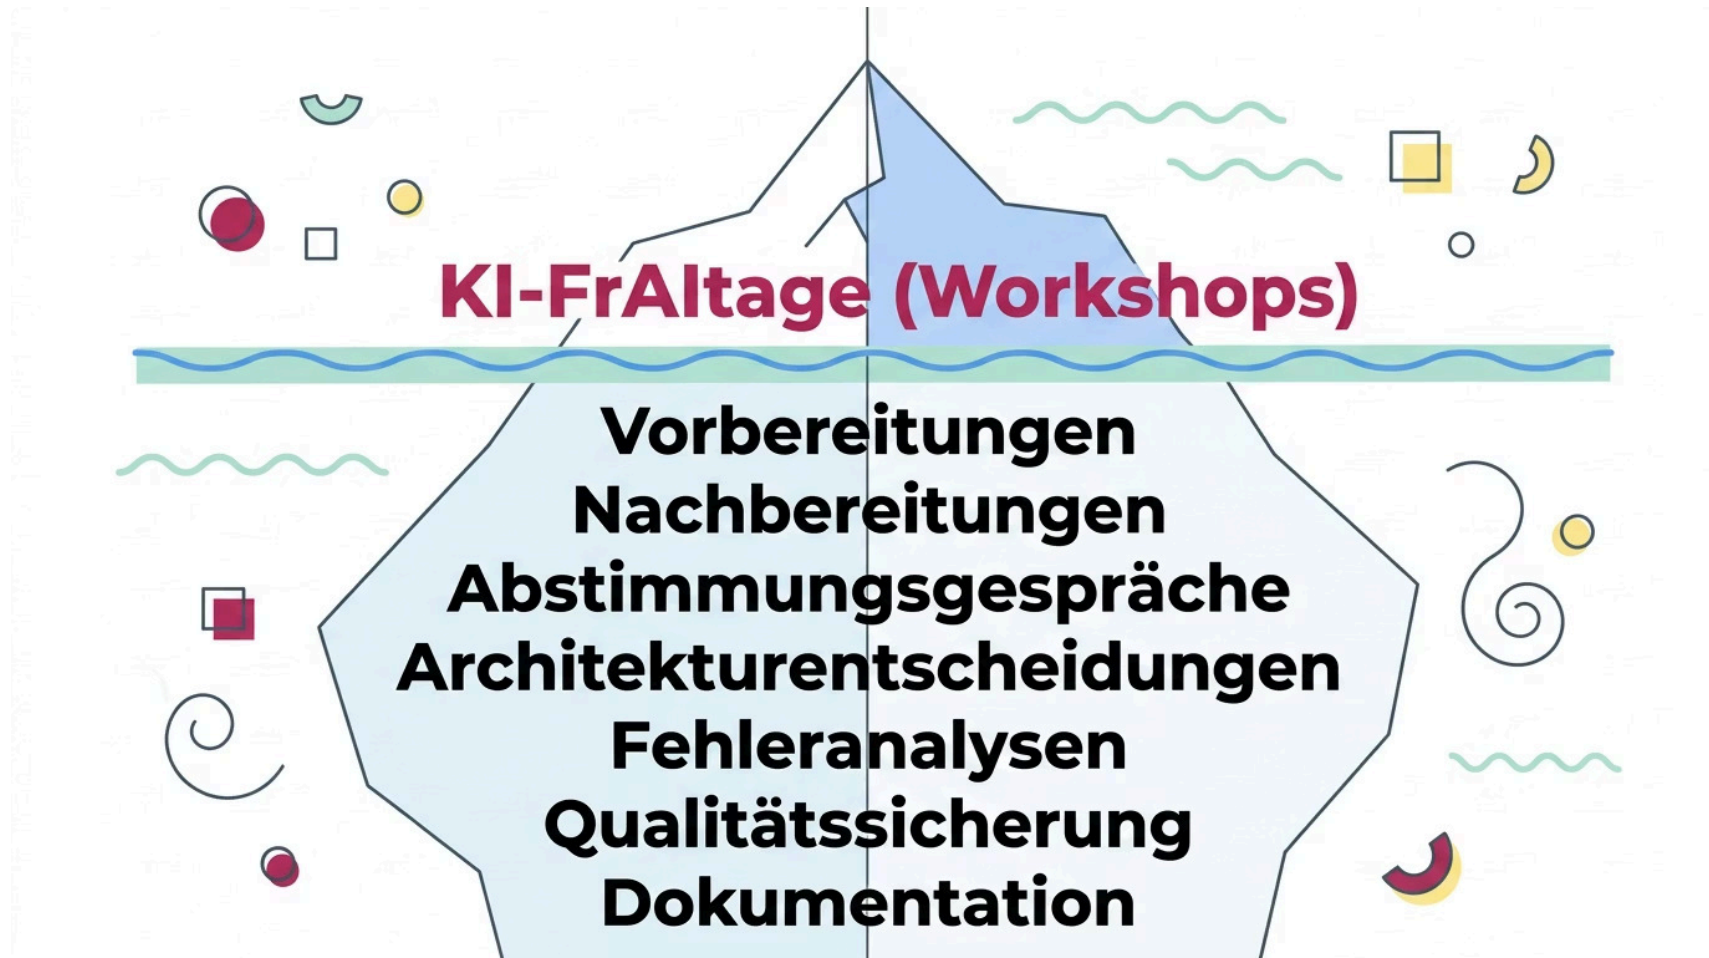 KI-FrAItage (Workshops)
Vorbereitungen
Nachbereitungen
Abstimmungsgespräche
Architekturentscheidungen
Fehleranalysen
Qualitätssicherung
Dokumentation